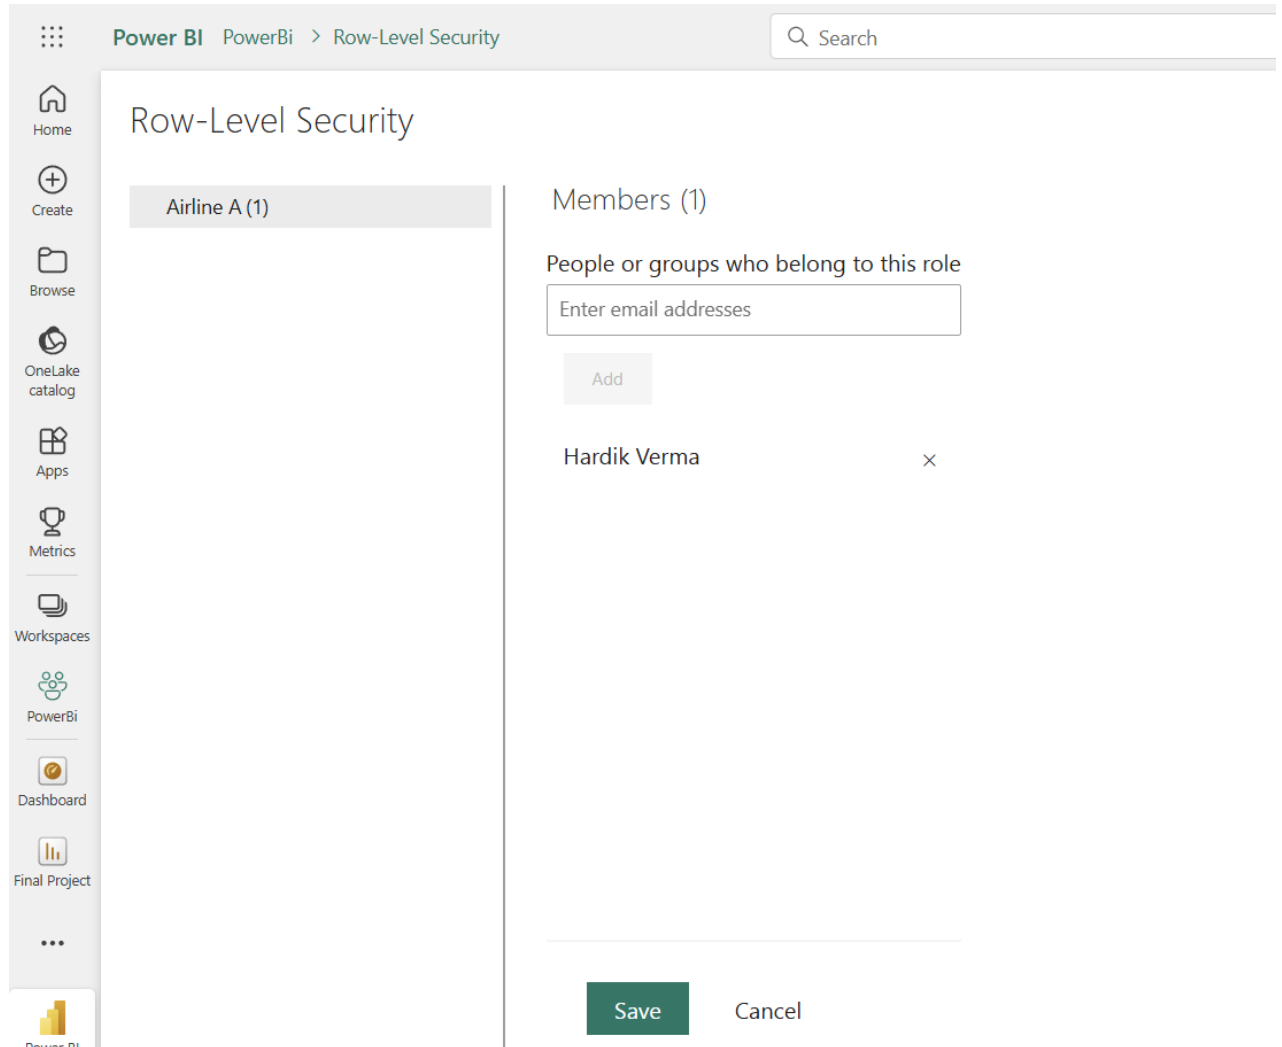 Power BI PowerBi > Row-Level Security
Search
Home
Create
Browse
OneLake
catalog
Apps
Metrics
Workspaces
PowerBi
Dashboard
Final Project
Power BI
Row-Level Security
Airline A (1)
Members (1)
People or groups who belong to this role
Enter email addresses
Add
Hardik Verma
Save Cancel